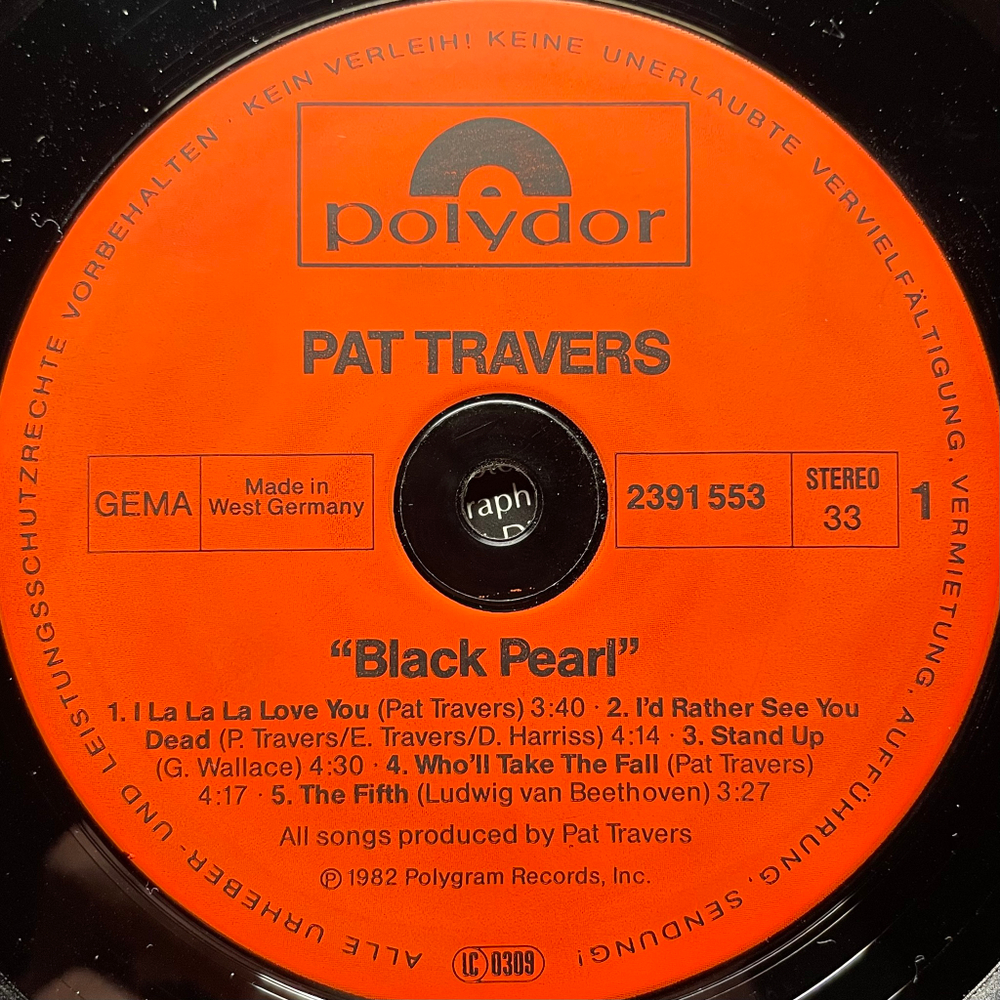 ALLE URHEBER- UND LEISTUNGSSCHUTZRECHTE VORBEHALTEN · KEIN VERLEIH! KEINE UNERLAUBTE VERVIELFÄLTIGUNG, VERMIETUNG, AUFFÜHRUNG, SENDUNG!
polydor
PAT TRAVERS
GEMA
Made in
West Germany
raph
2391 553
STEREO
33
1
“Black Pearl”
1. I La La La Love You (Pat Travers) 3:40 · 2. I’d Rather See You
Dead (P. Travers/E. Travers/D. Harriss) 4:14 · 3. Stand Up
(G. Wallace) 4:30 · 4. Who’ll Take The Fall (Pat Travers)
4:17 · 5. The Fifth (Ludwig van Beethoven) 3:27
All songs produced by Pat Travers
℗ 1982 Polygram Records, Inc.
LC 0309